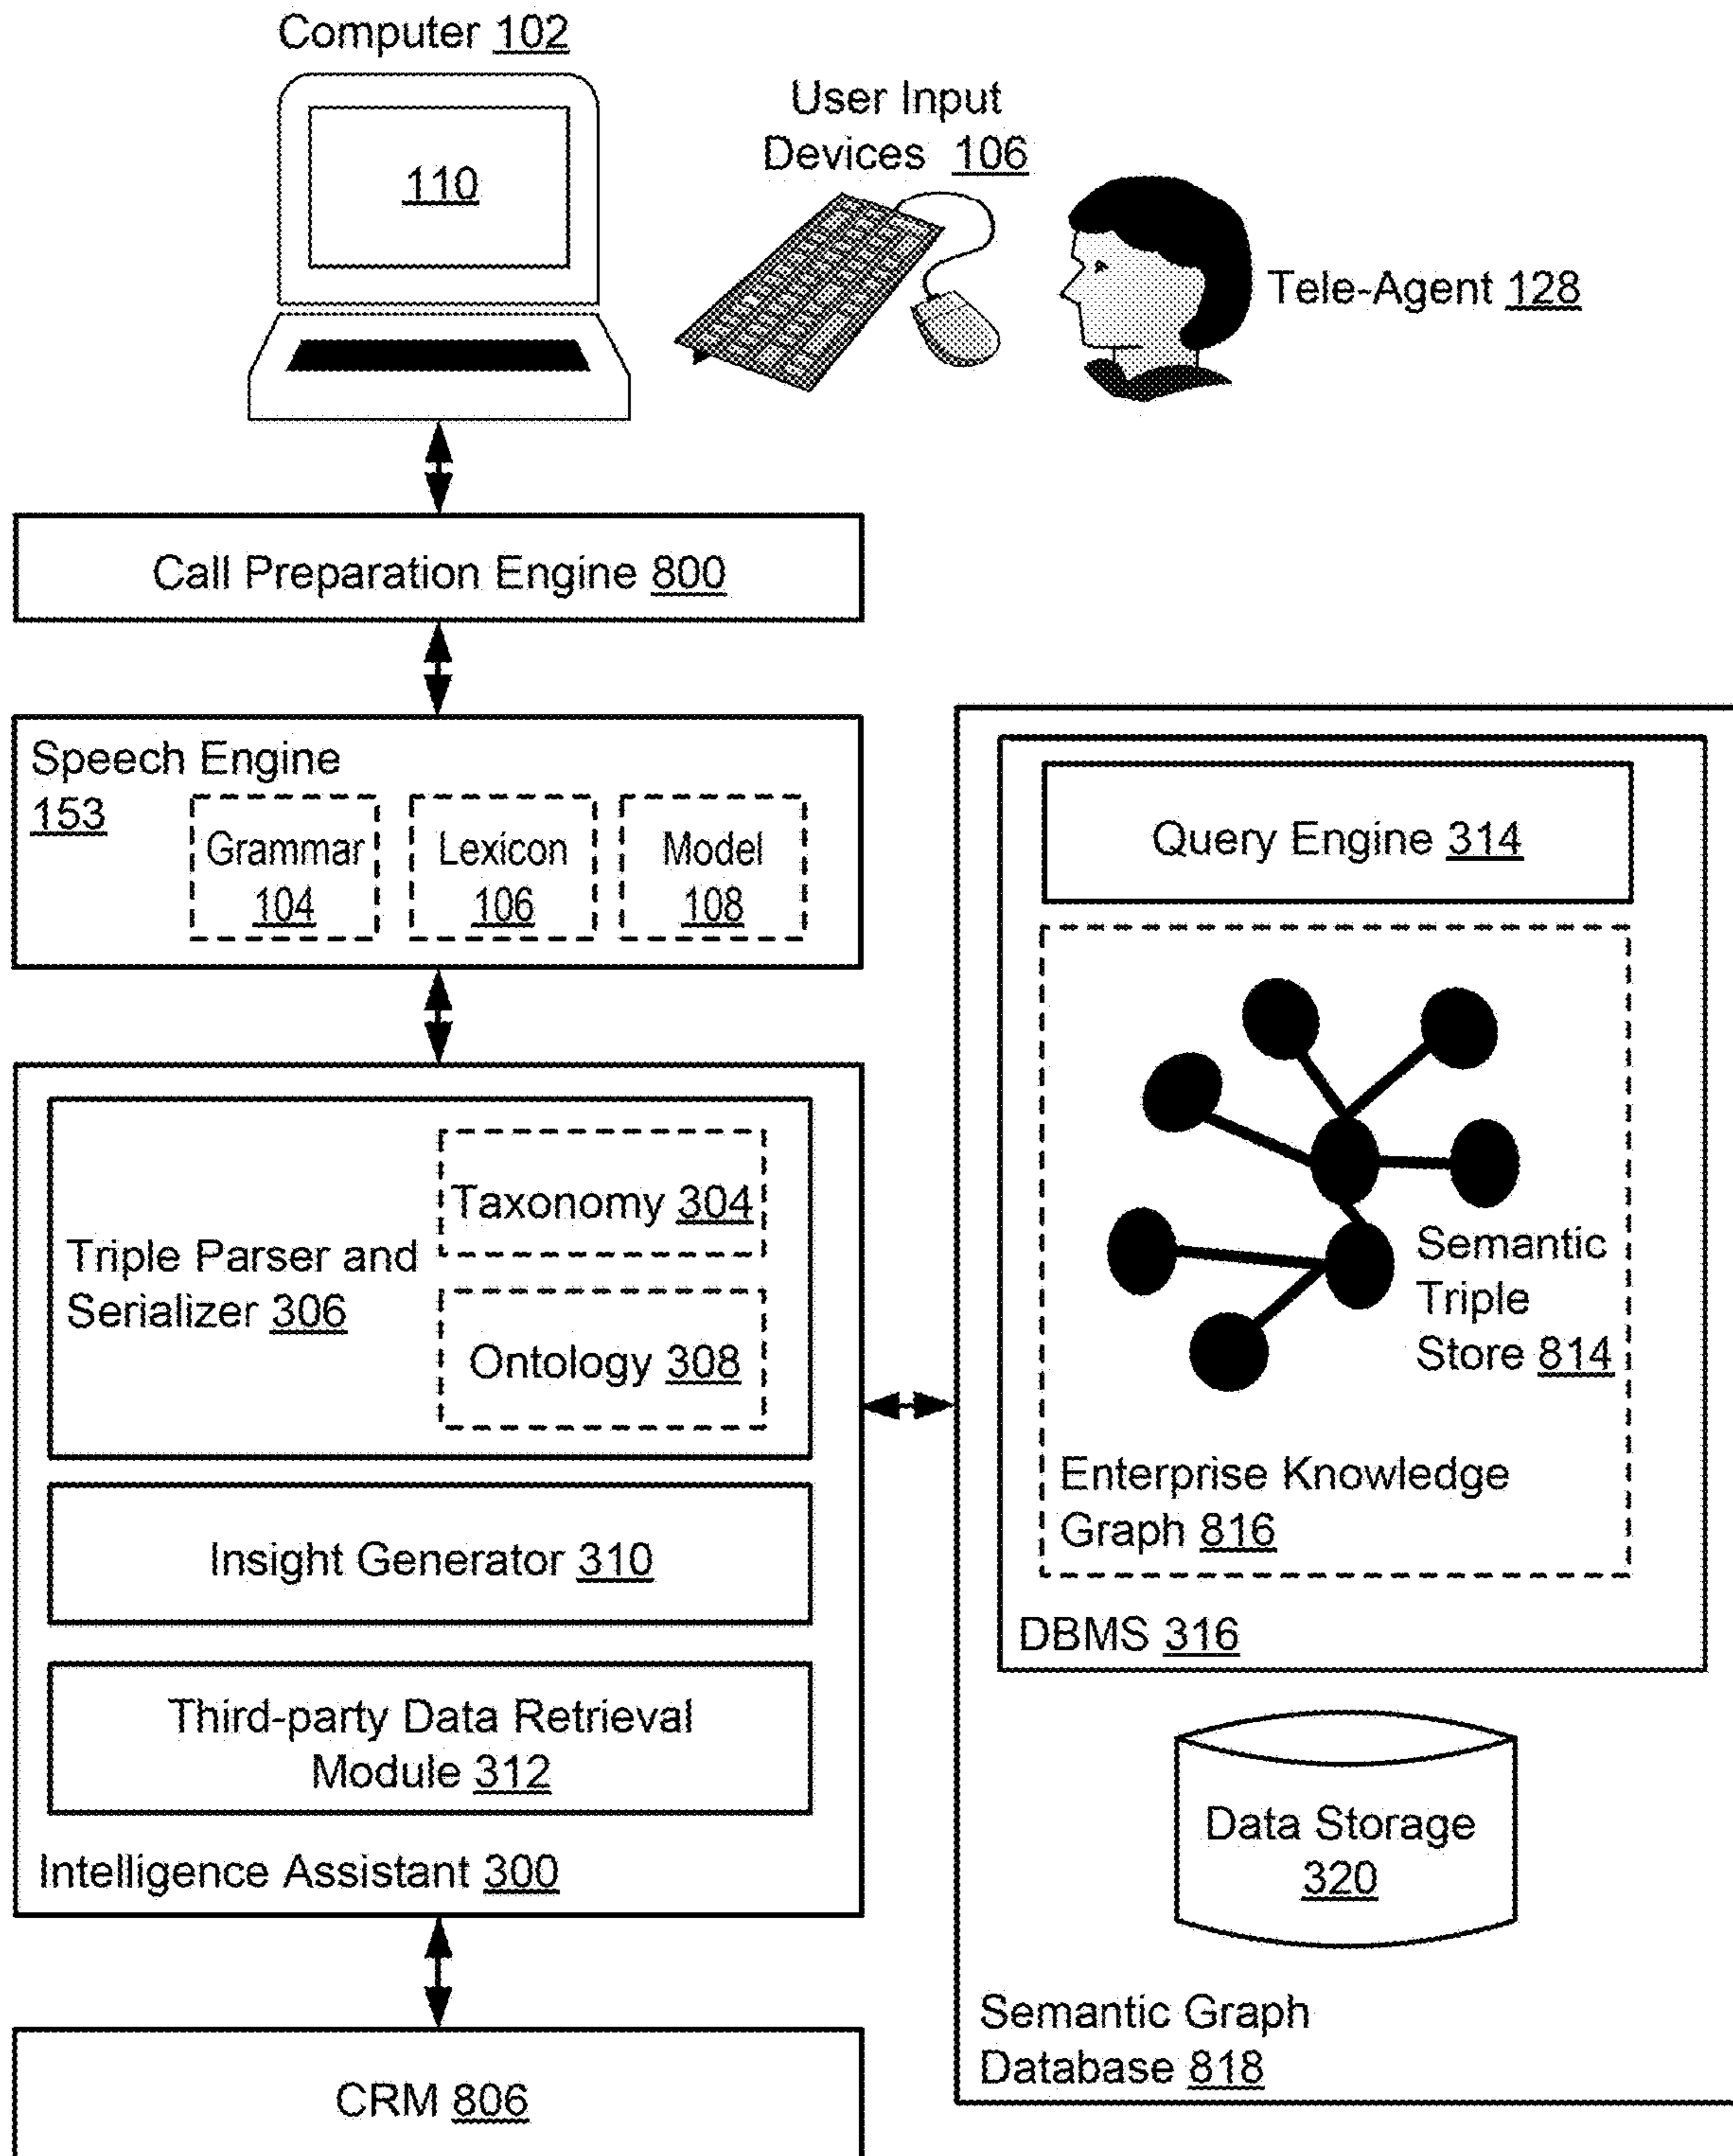 Computer 102
110
User Input
Devices 106
Tele-Agent 128
Call Preparation Engine 800
Speech Engine
153
Grammar
104
Lexicon
106
Model
108
Triple Parser and
Serializer 306
Taxonomy 304
Ontology 308
Insight Generator 310
Third-party Data Retrieval
Module 312
Intelligence Assistant 300
CRM 806
Query Engine 314
Semantic
Triple
Store 814
Enterprise Knowledge
Graph 816
DBMS 316
Data Storage
320
Semantic Graph
Database 818